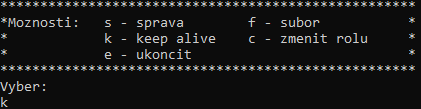 ****************************************************
*Moznosti:   s - sprava        f - subor           *
*            k - keep alive    c - zmenit rolu     *
*            e - ukoncit                           *
****************************************************
Vyber:
k